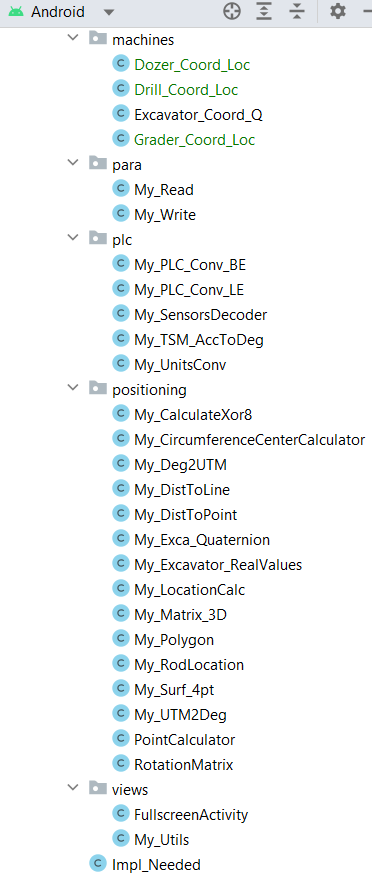 Android
machines
C Dozer_Coord_Loc
C Drill_Coord_Loc
C Excavator_Coord_Q
C Grader_Coord_Loc
para
C My_Read
C My_Write
plc
C My_PLC_Conv_BE
C My_PLC_Conv_LE
C My_SensorsDecoder
C My_TSM_AccToDeg
C My_UnitsConv
positioning
C My_CalculateXor8
C My_CircumferenceCenterCalculator
C My_Deg2UTM
C My_DistToLine
C My_DistToPoint
C My_Exca_Quaternion
C My_Excavator_RealValues
C My_LocationCalc
C My_Matrix_3D
C My_Polygon
C My_RodLocation
C My_Surf_4pt
C My_UTM2Deg
C PointCalculator
C RotationMatrix
views
C FullscreenActivity
C My_Utils
C Impl_Needed